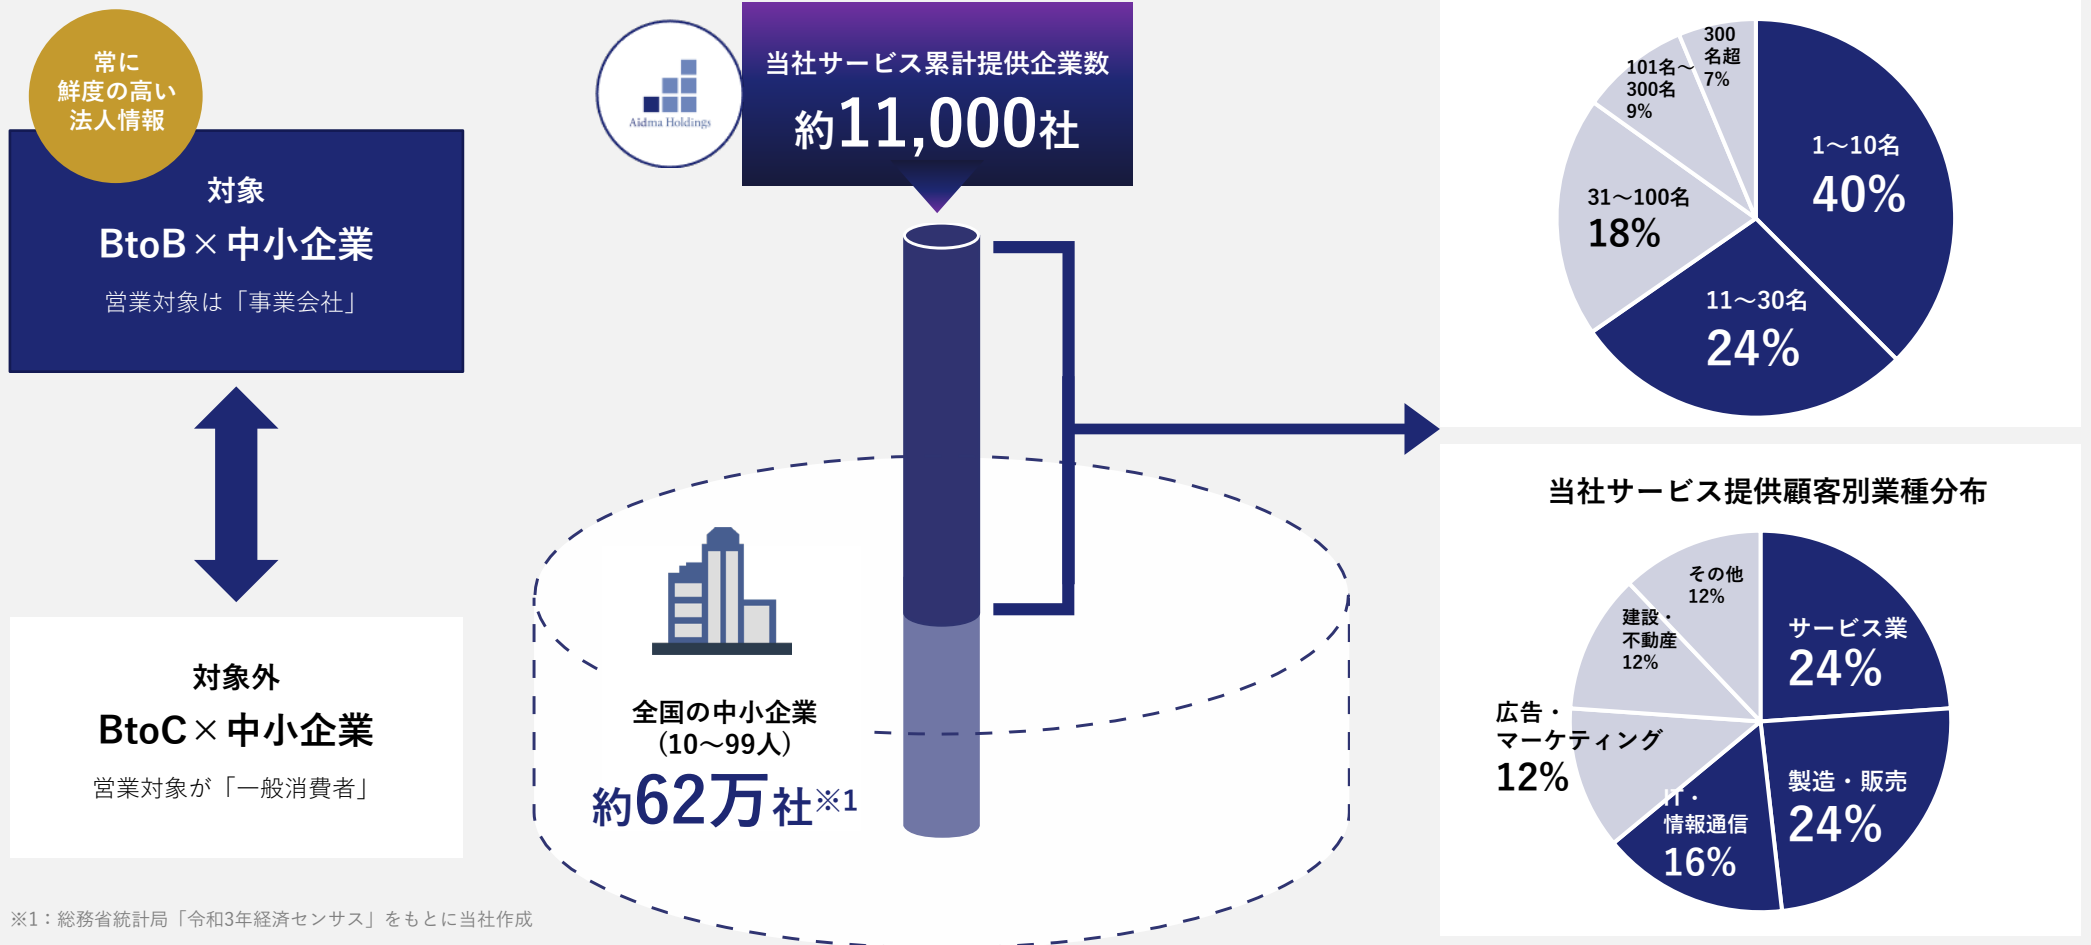 常に
鮮度の高い
法人情報
対象
BtoB×中小企業
営業対象は「事業会社」
対象外
BtoC×中小企業
営業対象が「一般消費者」
※1：総務省統計局「令和3年経済センサス」をもとに当社作成
Aidma Holdings
当社サービス累計提供企業数
約11,000社
全国の中小企業
(10～99人)
約62万社※1
300
名超
7%
101名～
300名
9%
31～100名
18%
1～10名
40%
11～30名
24%
当社サービス提供顧客別業種分布
その他
12%
建設・
不動産
12%
広告・
マーケティング
12%
IT・
情報通信
16%
サービス業
24%
製造・販売
24%